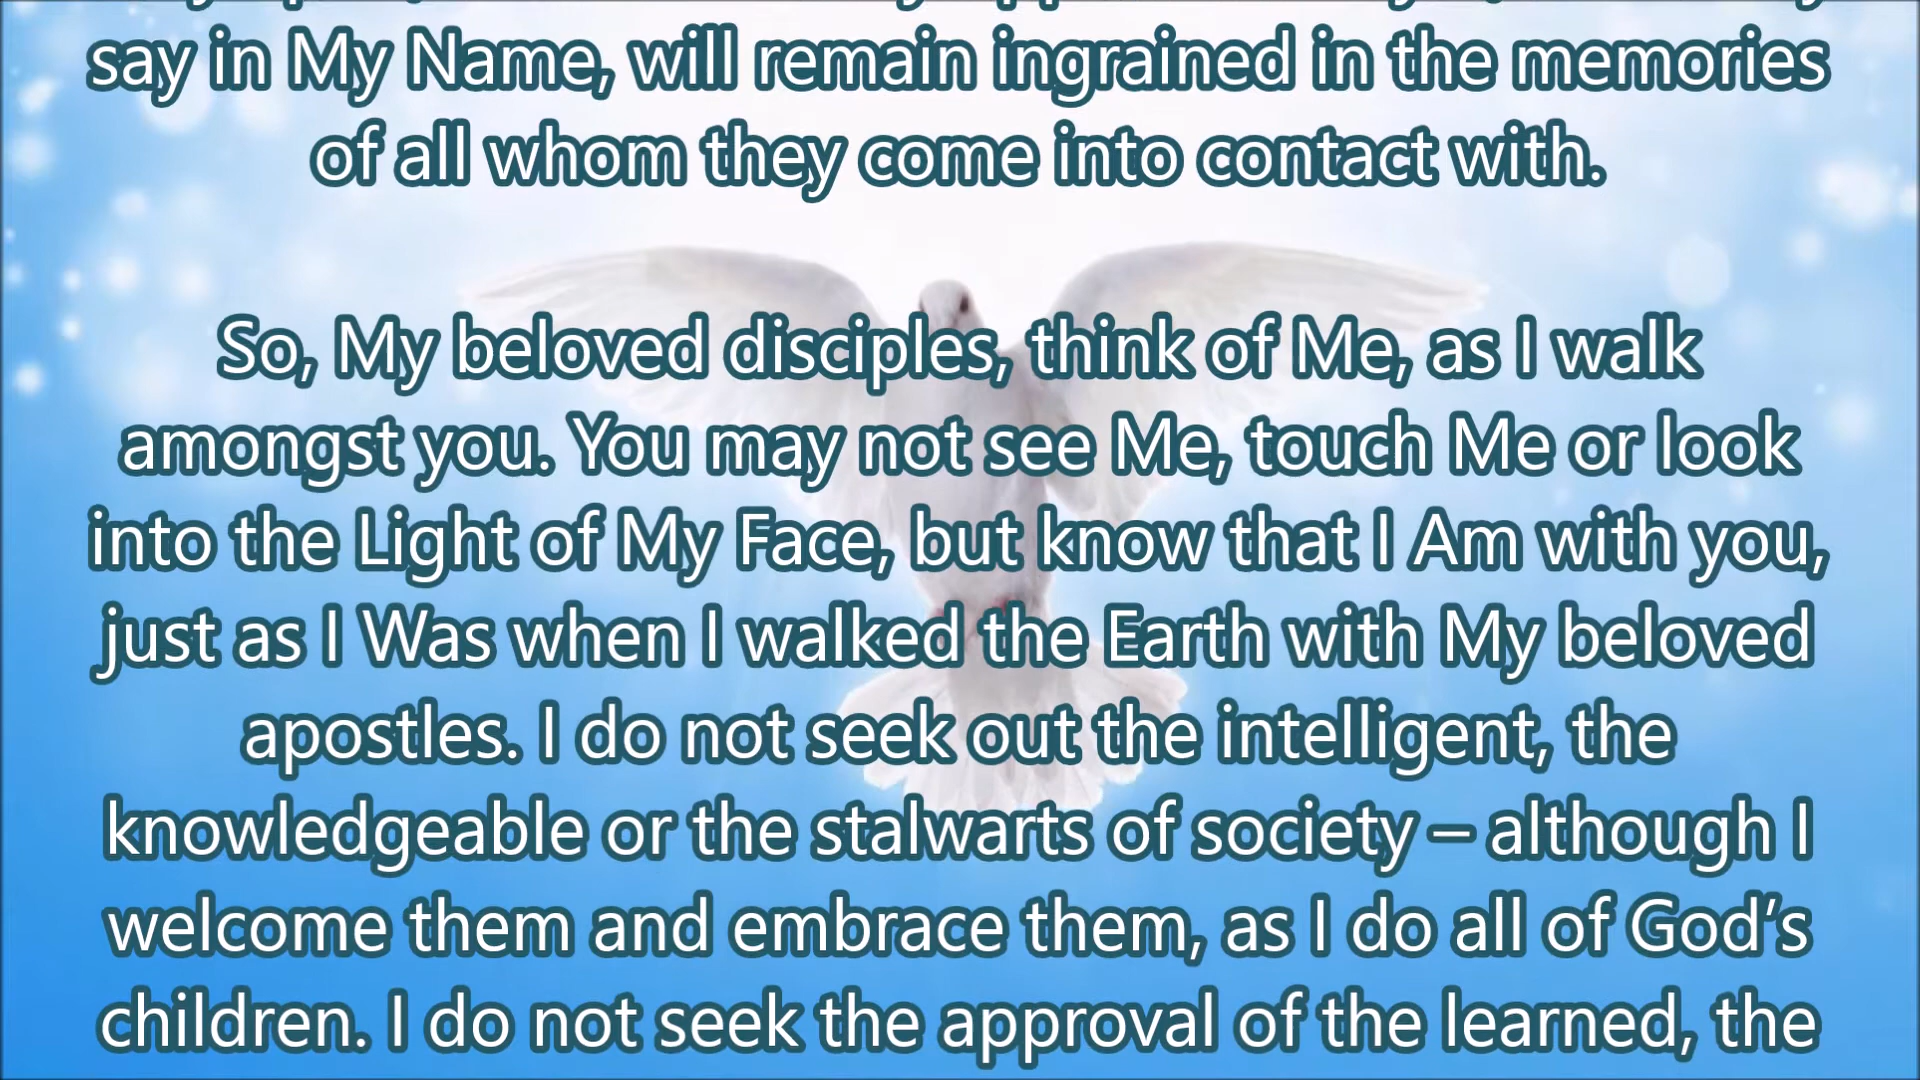 say in My Name, will remain ingrained in the memories
of all whom they come into contact with.
So, My beloved disciples, think of Me, as I walk
amongst you. You may not see Me, touch Me or look
into the Light of My Face, but know that I Am with you,
just as I Was when I walked the Earth with My beloved
apostles. I do not seek out the intelligent, the
knowledgeable or the stalwarts of society – although I
welcome them and embrace them, as I do all of God’s
children. I do not seek the approval of the learned, the